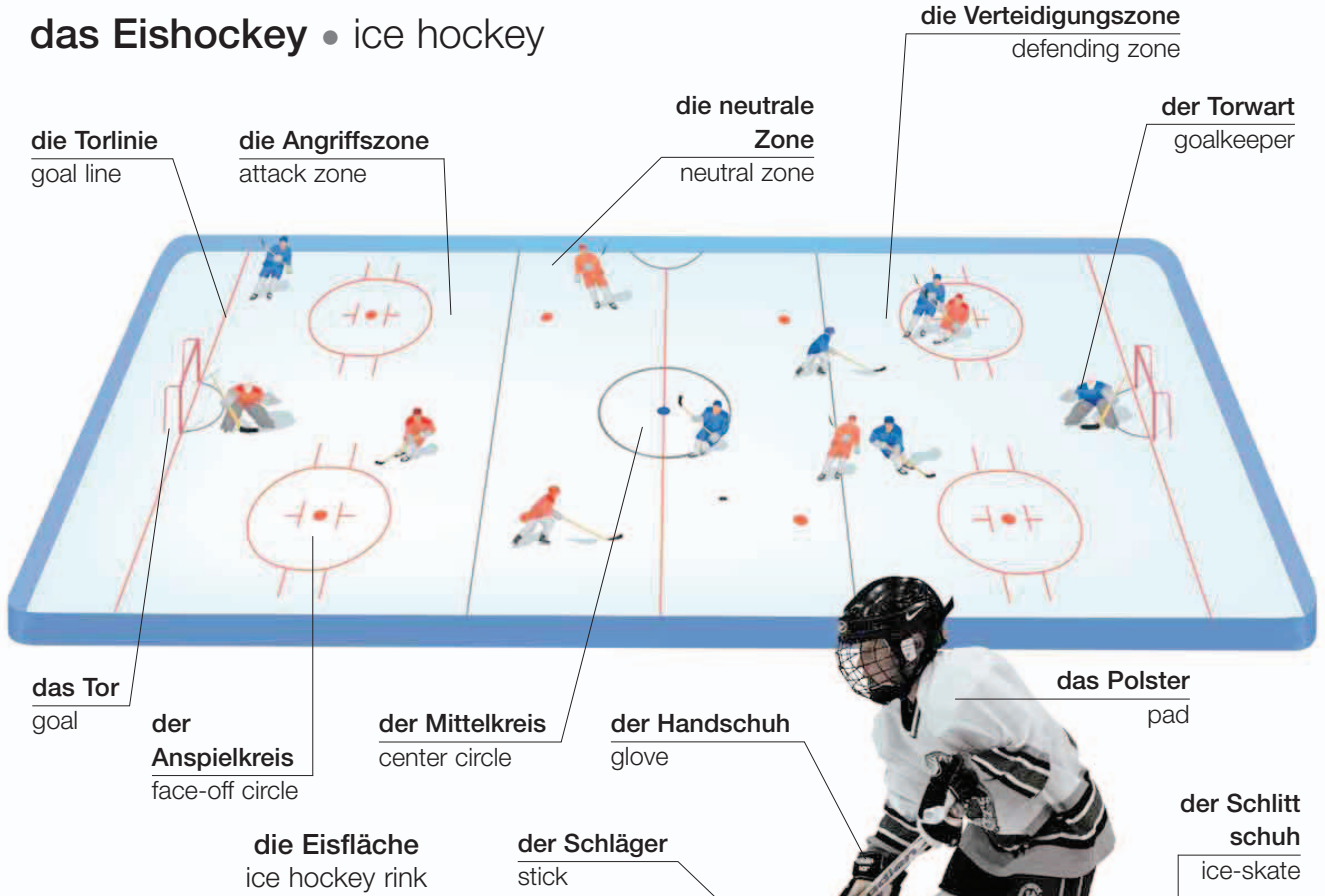 das Eishockey • ice hockey
die Verteidigungszone
defending zone
die neutrale
Zone
neutral zone
der Torwart
goalkeeper
die Torlinie
goal line
die Angriffszone
attack zone
das Tor
goal
der
Anspielkreis
face-off circle
der Mittelkreis
center circle
der Handschuh
glove
das Polster
pad
die Eisfläche
ice hockey rink
der Schläger
stick
der Schlitt
schuh
ice-skate